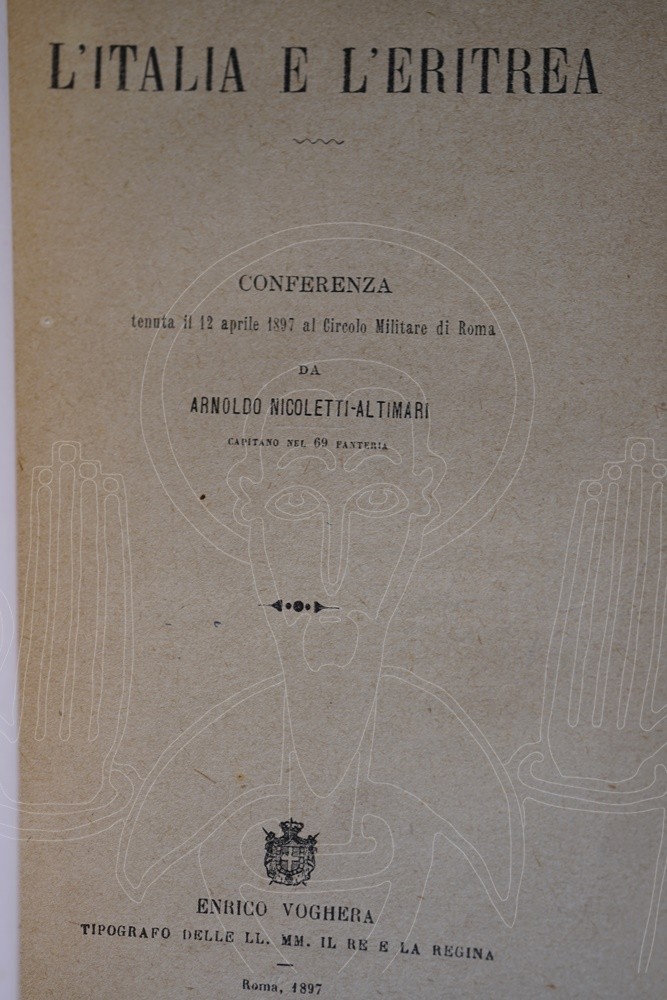 L'ITALIA E L'ERITREA
CONFERENZA
tenuta il 12 aprile 1897 al Circolo Militare di Roma
DA
ARNOLDO NICOLETTI-ALTIMARI
CAPITANO NEL 69 FANTERIA
ENRICO VOGHERA
TIPOGRAFO DELLE LL. MM. IL RE E LA REGINA
Roma, 1897